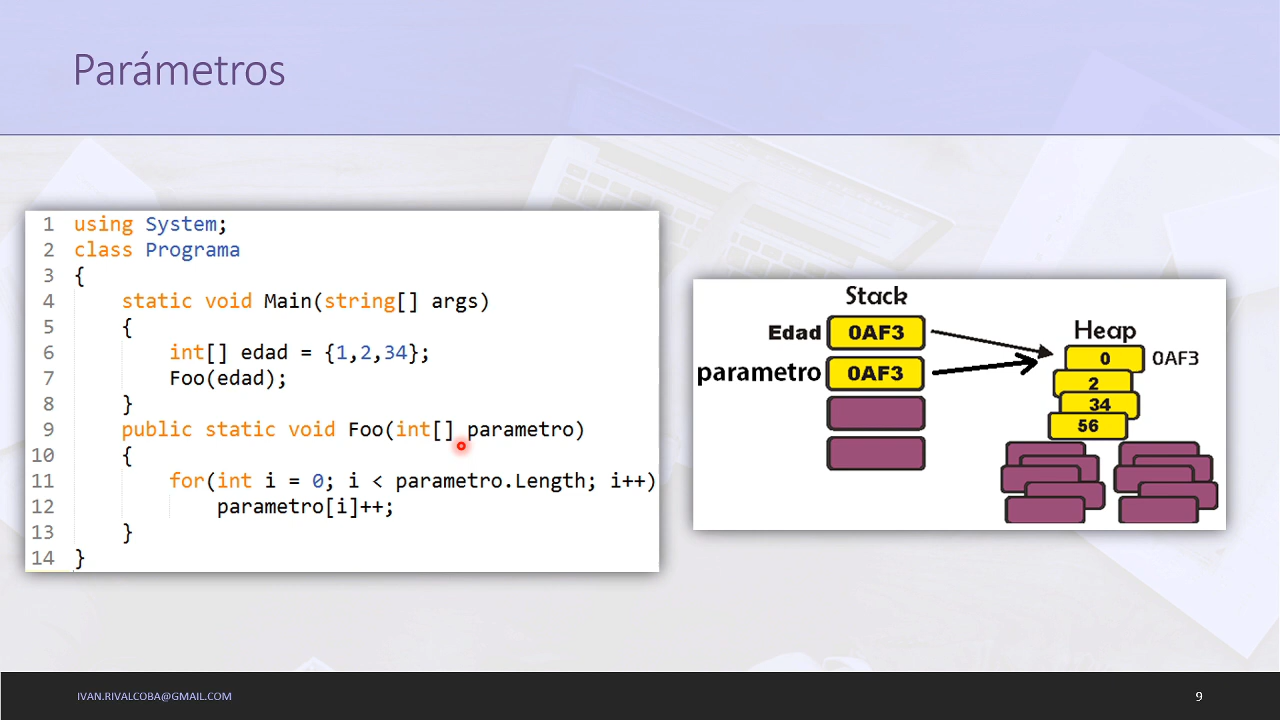 Parámetros
1 using System;
2 class Programa
3 {
4 static void Main(string[] args)
5 {
6 int[] edad = {1,2,34};
7 Foo(edad);
8 }
9 public static void Foo(int[] parametro)
10 {
11 for(int i = 0; i < parametro.Length; i++)
12 parametro[i]++;
13 }
14 }
Stack
Edad 0AF3
parametro 0AF3
Heap
0 0AF3
2
34
56
IVAN.RIVALCOBA@GMAIL.COM
9